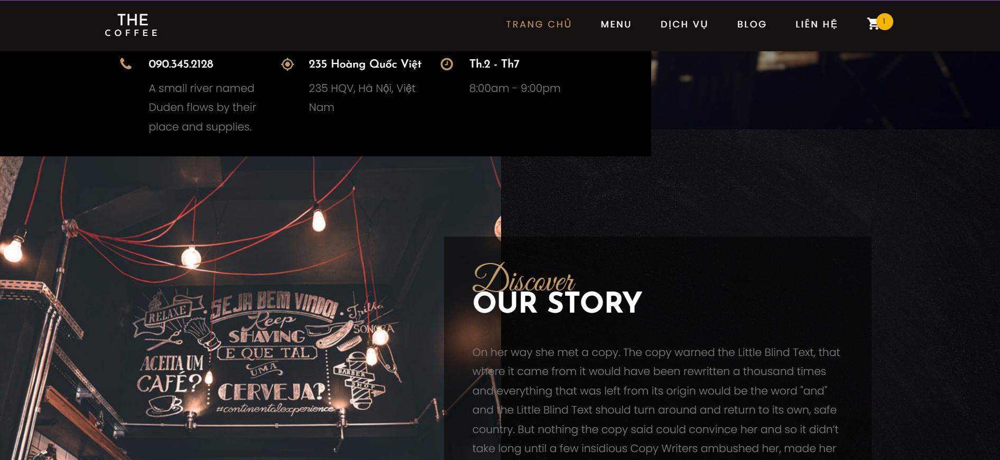 THE
COFFEE
TRANG CHỦ
MENU
DỊCH VỤ
BLOG
LIÊN HỆ
1
090.345.2128
A small river named
Duden flows by their
place and supplies.
235 Hoàng Quốc Việt
235 HQV, Hà Nội, Việt
Nam
Th.2 - Th7
8:00am - 9:00pm
RELAXE
SEJA BEM VINDO!
Keep
SHAVING
E QUE TAL
UMA
CERVEJA?
#continentalexperience
ACEITA UM
CAFÉ?
Trilha
SONORA
BARBER
SHOP
Discover
OUR STORY
On her way she met a copy. The copy warned the Little Blind Text, that
where it came from it would have been rewritten a thousand times
and everything that was left from its origin would be the word "and"
and the Little Blind Text should turn around and return to its own, safe
country. But nothing the copy said could convince her and so it didn’t
take long until a few insidious Copy Writers ambushed her, made her